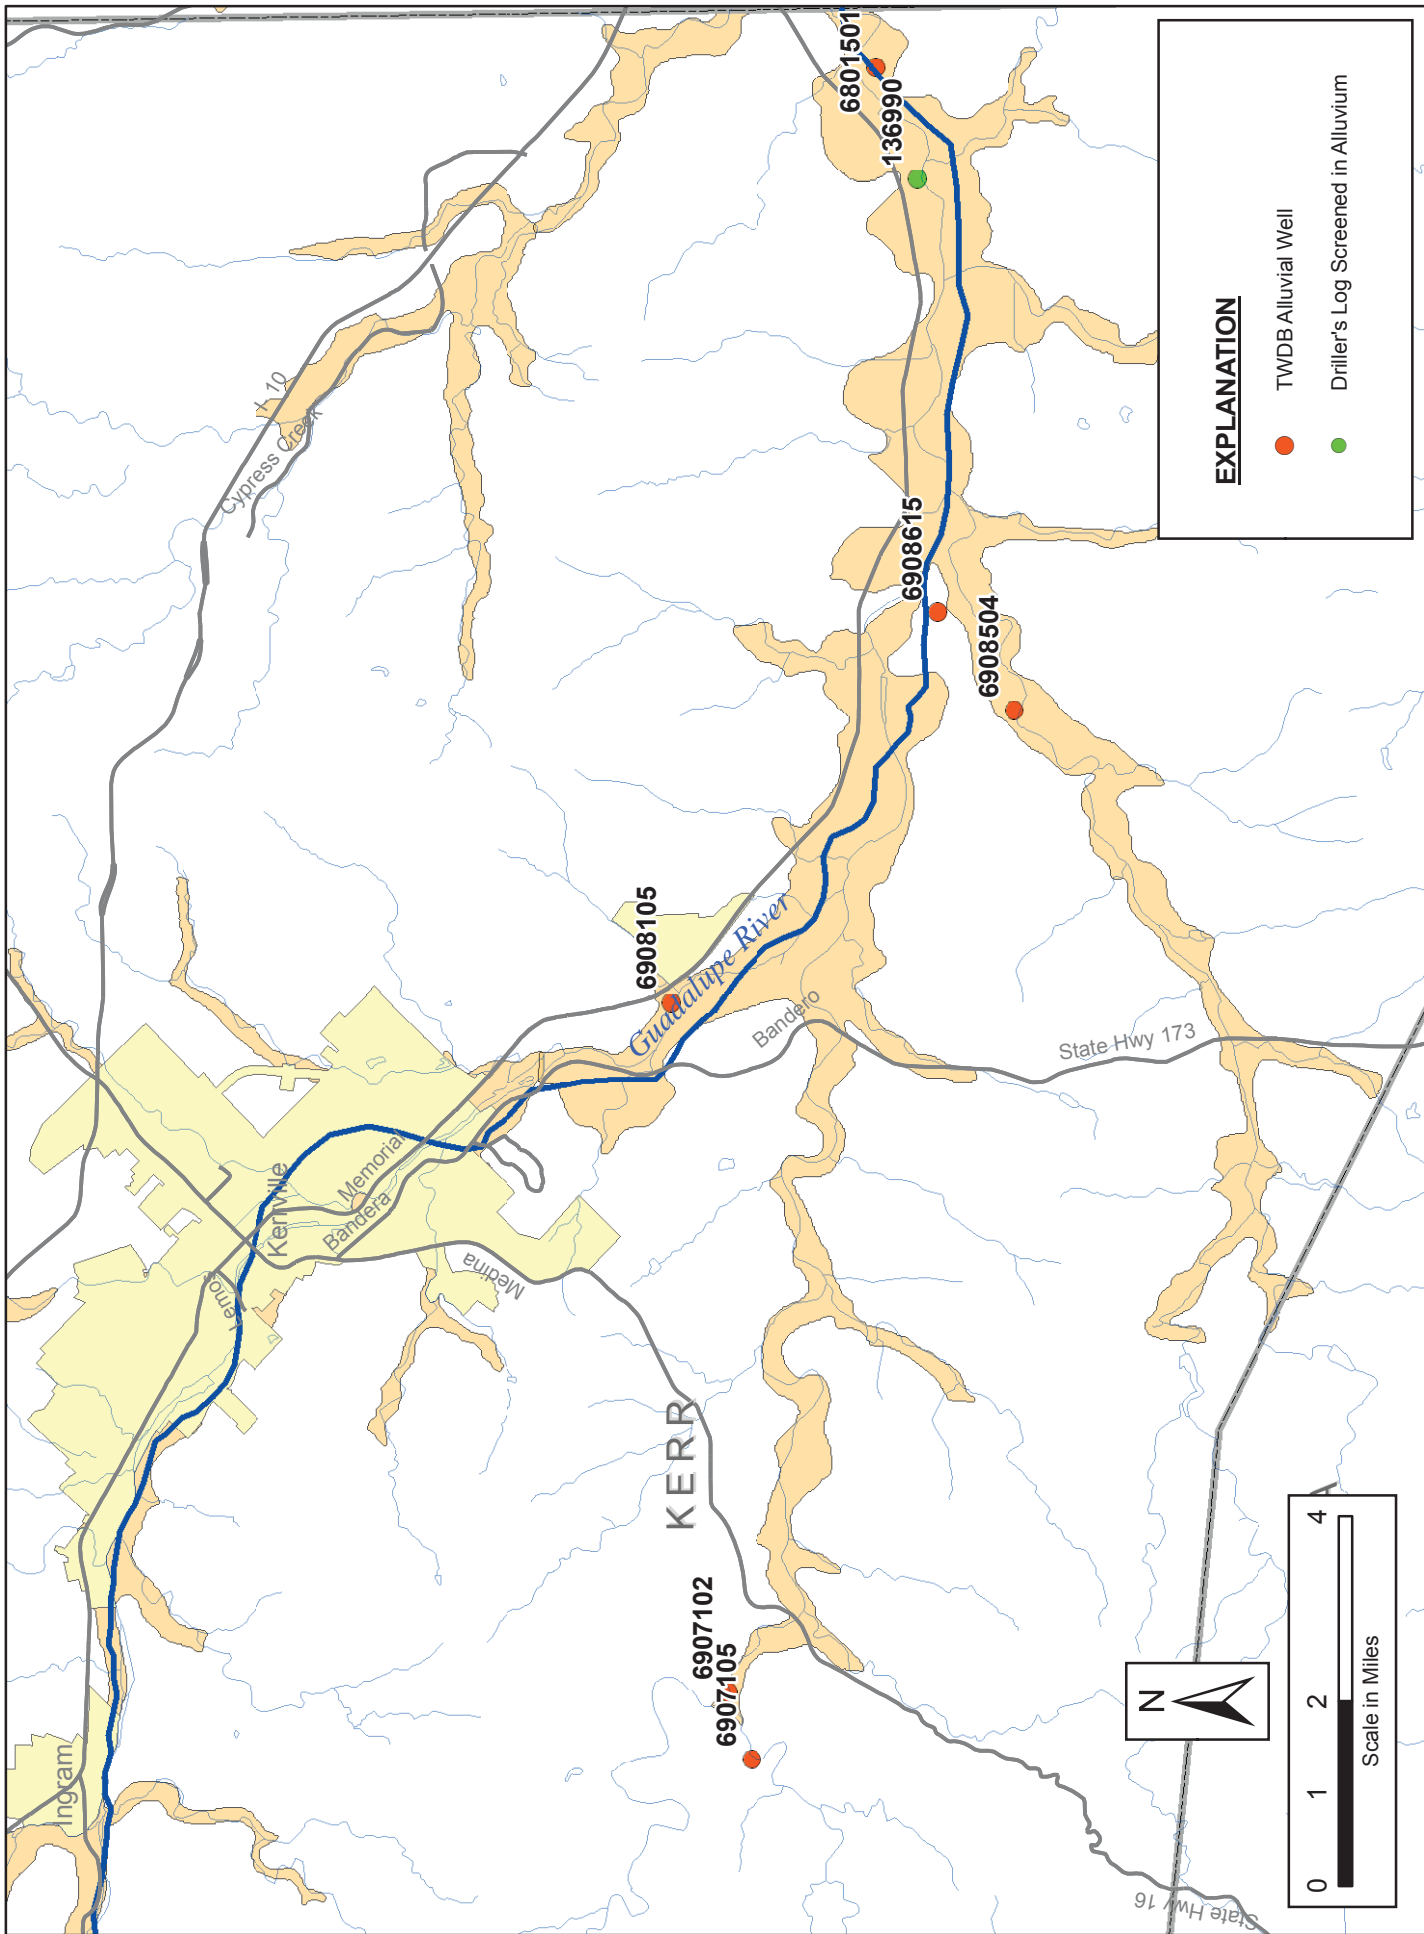 I- 10
Cypress Creek
6801501
136990
Ingram
Lemos
Kerrville
Memorial
Bandera
Medina
6908105
Guadalupe River
Bandero
State Hwy 173
6908615
6908504
KERR
6907102
6907105
State Hwy 16
A
N
0 1 2 4
Scale in Miles
EXPLANATION
TWDB Alluvial Well
Driller's Log Screened in Alluvium